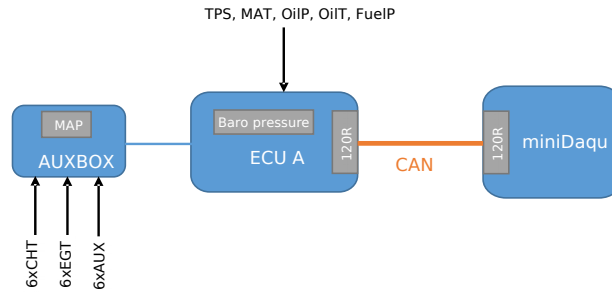 TPS, MAT, OilP, OilT, FuelP
MAP
AUXBOX
Baro pressure
ECU A
120R
CAN
120R
miniDaqu
6xCHT
6xEGT
6xAUX